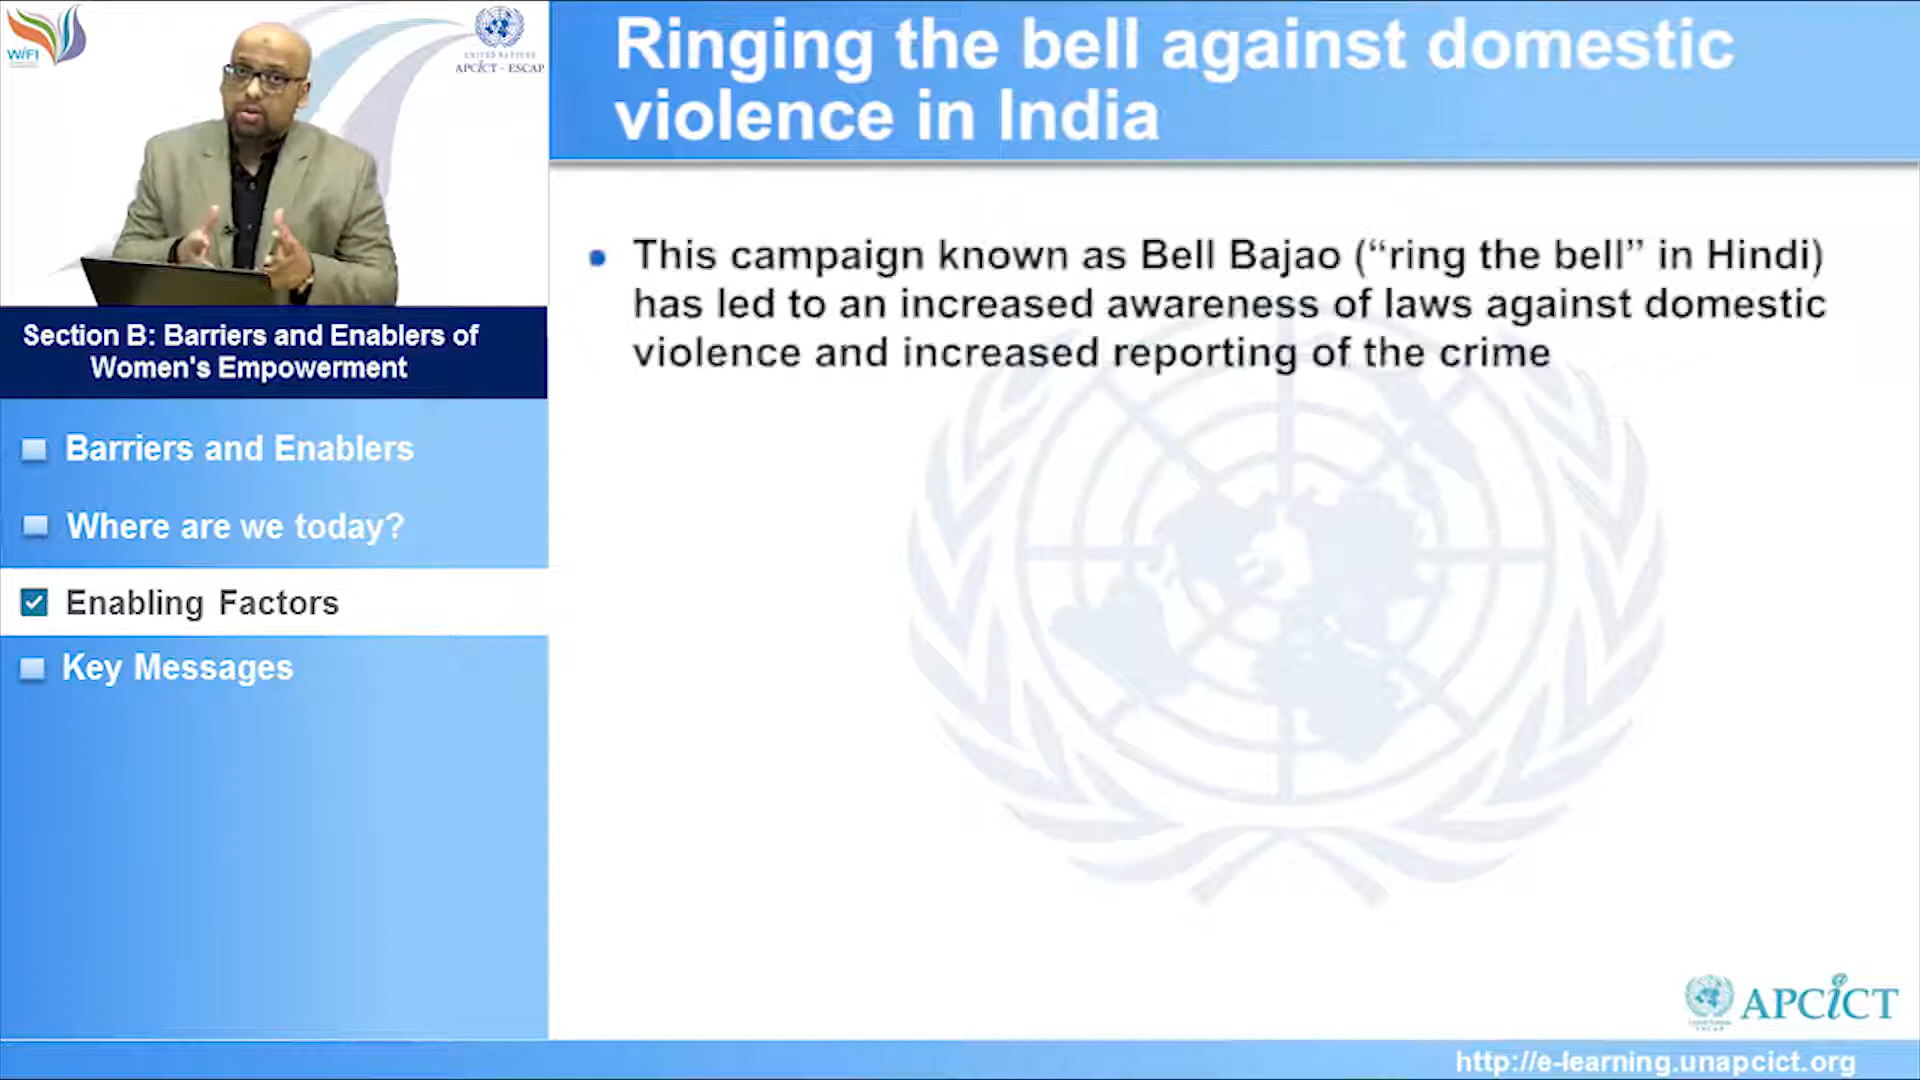 WiFI
UNITED NATIONS
APCICT - ESCAP
Ringing the bell against domestic
violence in India
Section B: Barriers and Enablers of
Women's Empowerment
Barriers and Enablers
Where are we today?
Enabling Factors
Key Messages
• This campaign known as Bell Bajao (“ring the bell” in Hindi)
has led to an increased awareness of laws against domestic
violence and increased reporting of the crime
APCICT
http://e-learning.unapcict.org